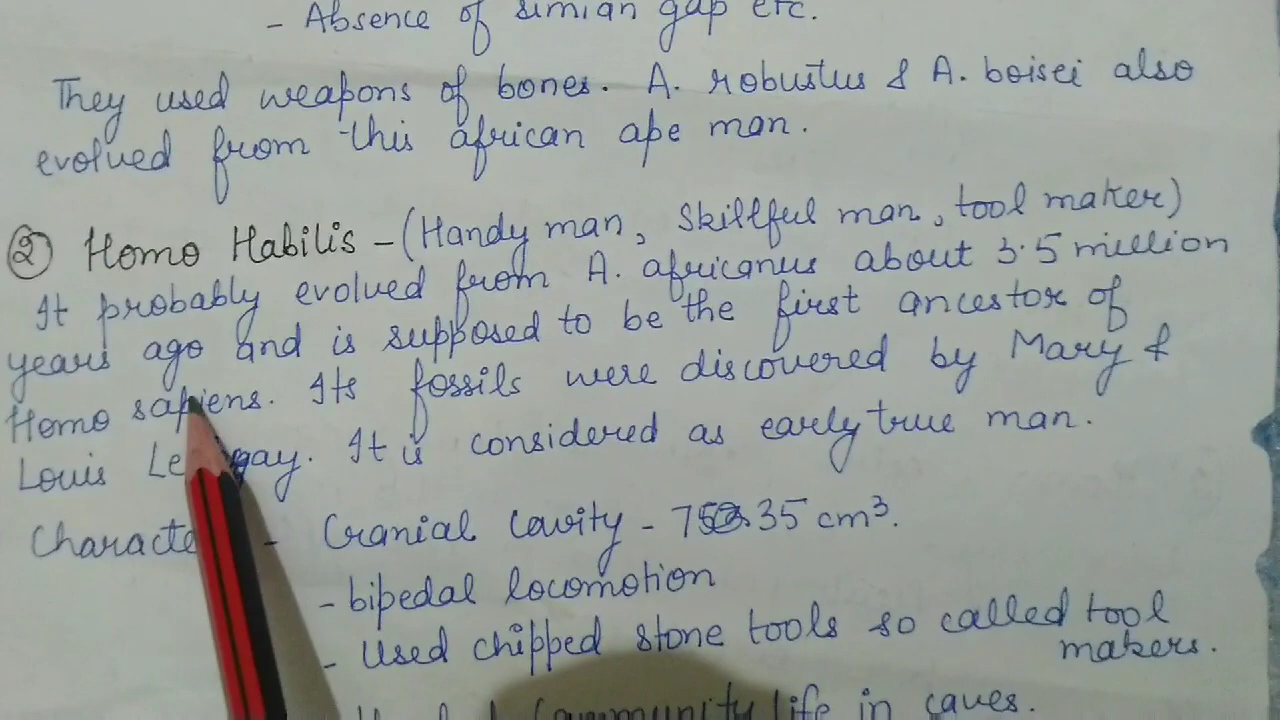 - Absence of simian gap etc.
They used weapons of bones. A. robustus & A. boisei also
evolved from this african ape man.
② Homo Habilis - (Handy man, Skillful man, tool maker)
It probably evolved from A. africanus about 3.5 million
years ago and is supposed to be the first ancestor of
Homo sapiens. Its fossils were discovered by Mary &
Louis. It is considered as early true man.
- Cranial Cavity - 735 cm³.
- bipedal locomotion
- Used chipped stone tools so called tool
makers.
Community life in caves.